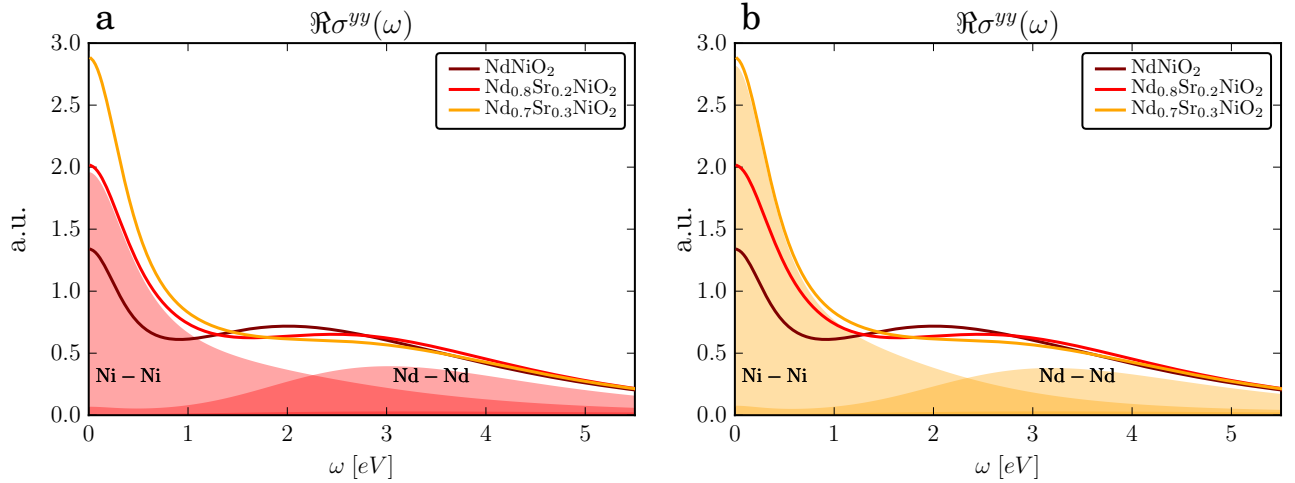 a
ℜσ^{yy}(ω)
3.0
2.5
2.0
1.5
1.0
0.5
0.0
a.u.
NdNiO₂
Nd₀.₈Sr₀.₂NiO₂
Nd₀.₇Sr₀.₃NiO₂
Ni − Ni
Nd − Nd
0 1 2 3 4 5
ω [eV]
b
ℜσ^{yy}(ω)
3.0
2.5
2.0
1.5
1.0
0.5
0.0
a.u.
NdNiO₂
Nd₀.₈Sr₀.₂NiO₂
Nd₀.₇Sr₀.₃NiO₂
Ni − Ni
Nd − Nd
0 1 2 3 4 5
ω [eV]